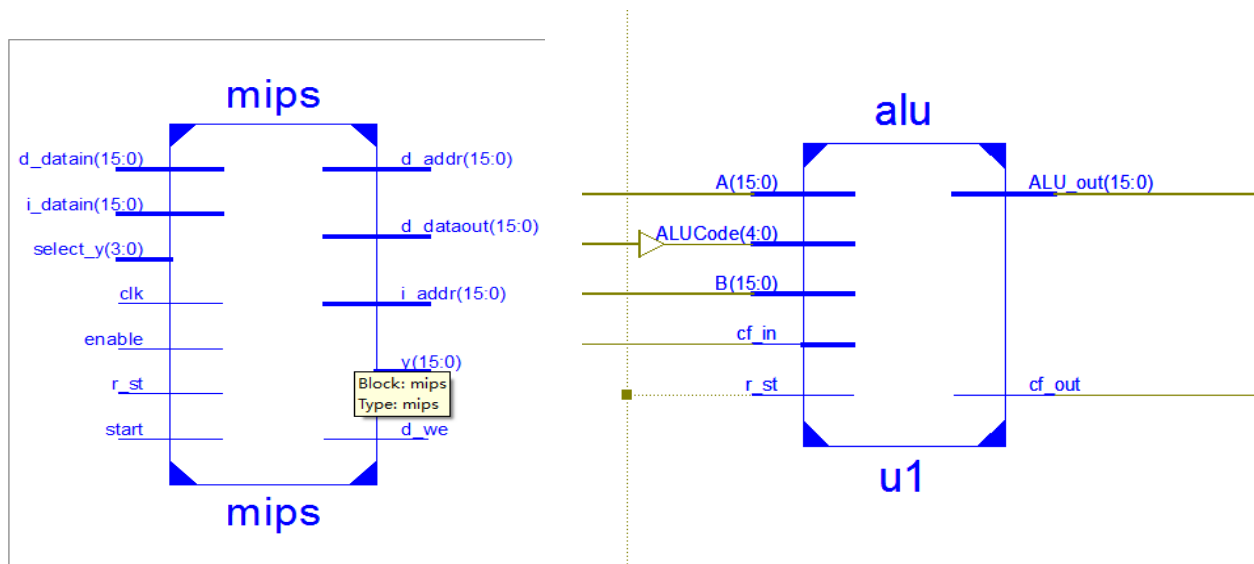 mips
d_datain(15:0)
i_datain(15:0)
select_y(3:0)
clk
enable
r_st
start
d_addr(15:0)
d_dataout(15:0)
i_addr(15:0)
y(15:0)
Block: mips
Type: mips
d_we
mips
alu
A(15:0)
ALUCode(4:0)
B(15:0)
cf_in
r_st
ALU_out(15:0)
cf_out
u1